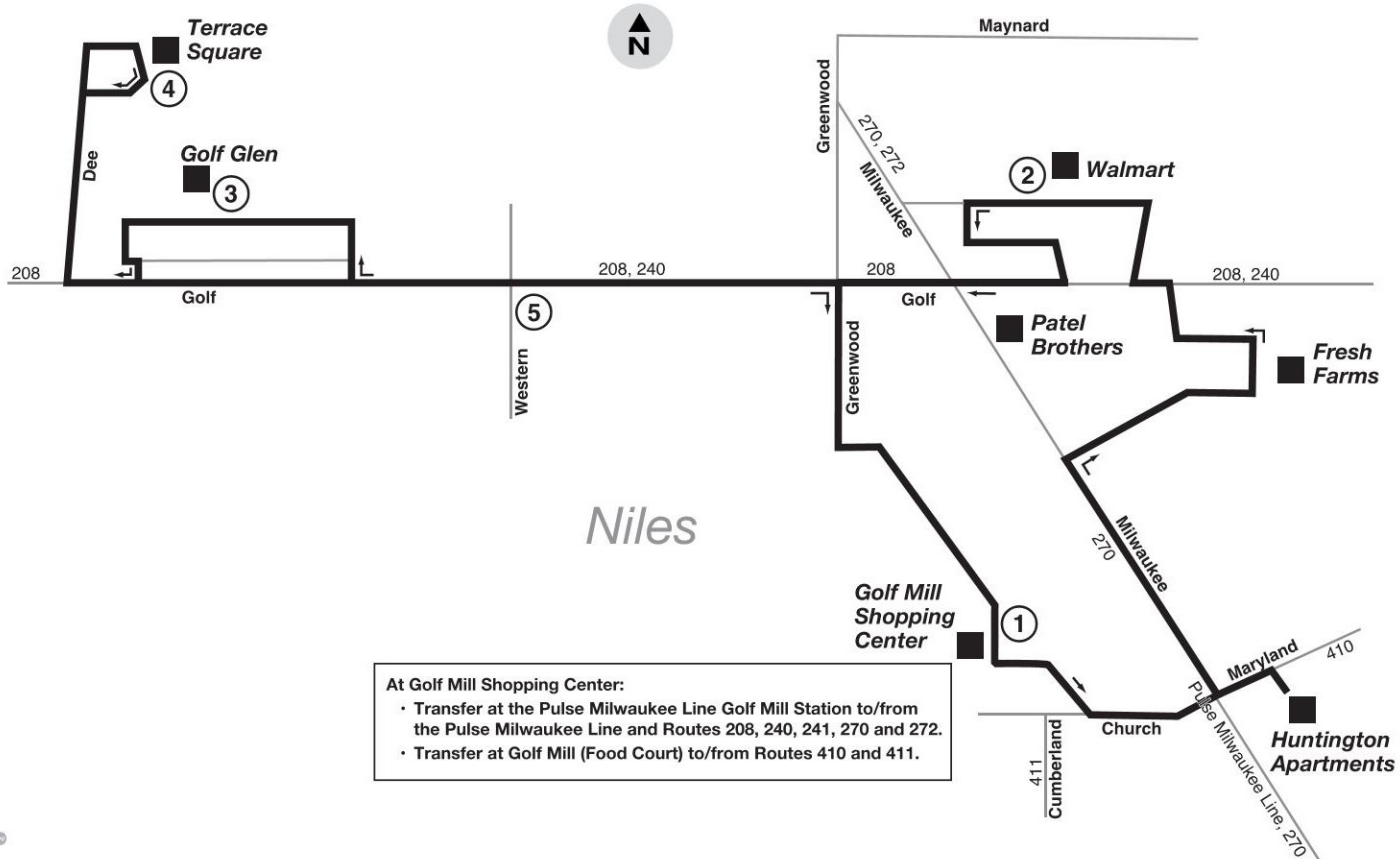 Terrace
Square
4
N
Maynard
Greenwood
270, 272
Milwaukee
2
Walmart
Dee
Golf Glen
3
208
Golf
208, 240
208
Golf
208, 240
5
Western
Greenwood
Patel
Brothers
Fresh
Farms
Niles
Milwaukee
270
Golf Mill
Shopping
Center
1
Maryland
410
At Golf Mill Shopping Center:
· Transfer at the Pulse Milwaukee Line Golf Mill Station to/from
the Pulse Milwaukee Line and Routes 208, 240, 241, 270 and 272.
· Transfer at Golf Mill (Food Court) to/from Routes 410 and 411.
Church
411
Cumberland
Pulse Milwaukee Line, 270
Huntington
Apartments